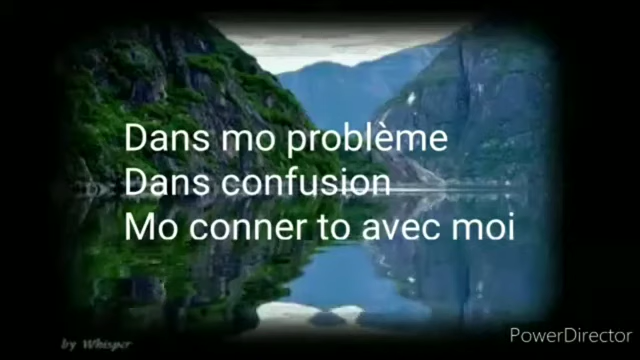 Dans mo problème
Dans confusion
Mo conner to avec moi
by Whisper
PowerDirector